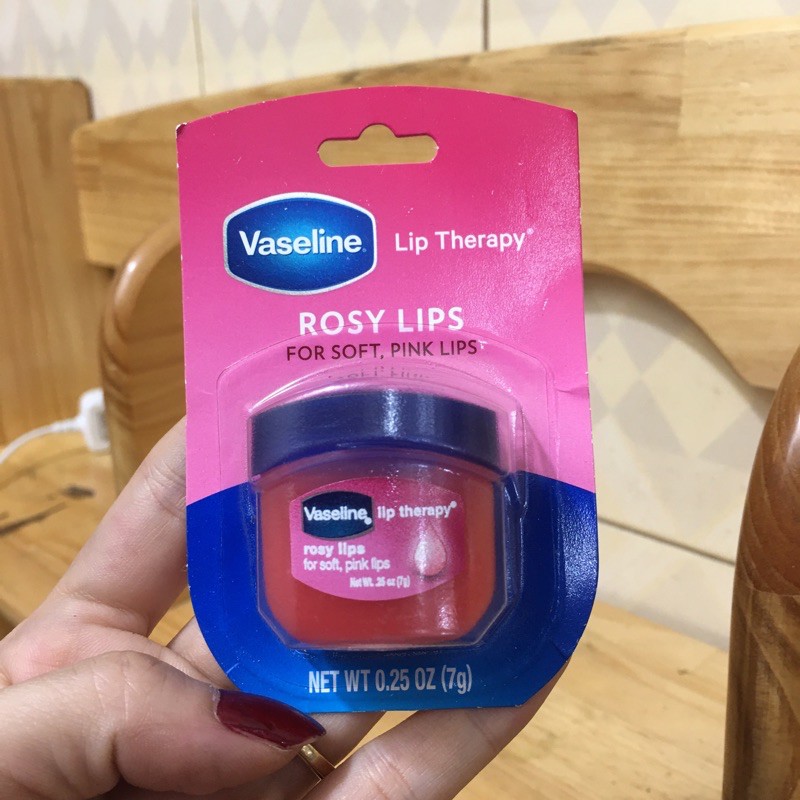 Vaseline® Lip Therapy®
ROSY LIPS
FOR SOFT, PINK LIPS
Vaseline® lip therapy®
rosy lips
for soft, pink lips
Net Wt. .25 oz (7g)
NET WT 0.25 OZ (7g)